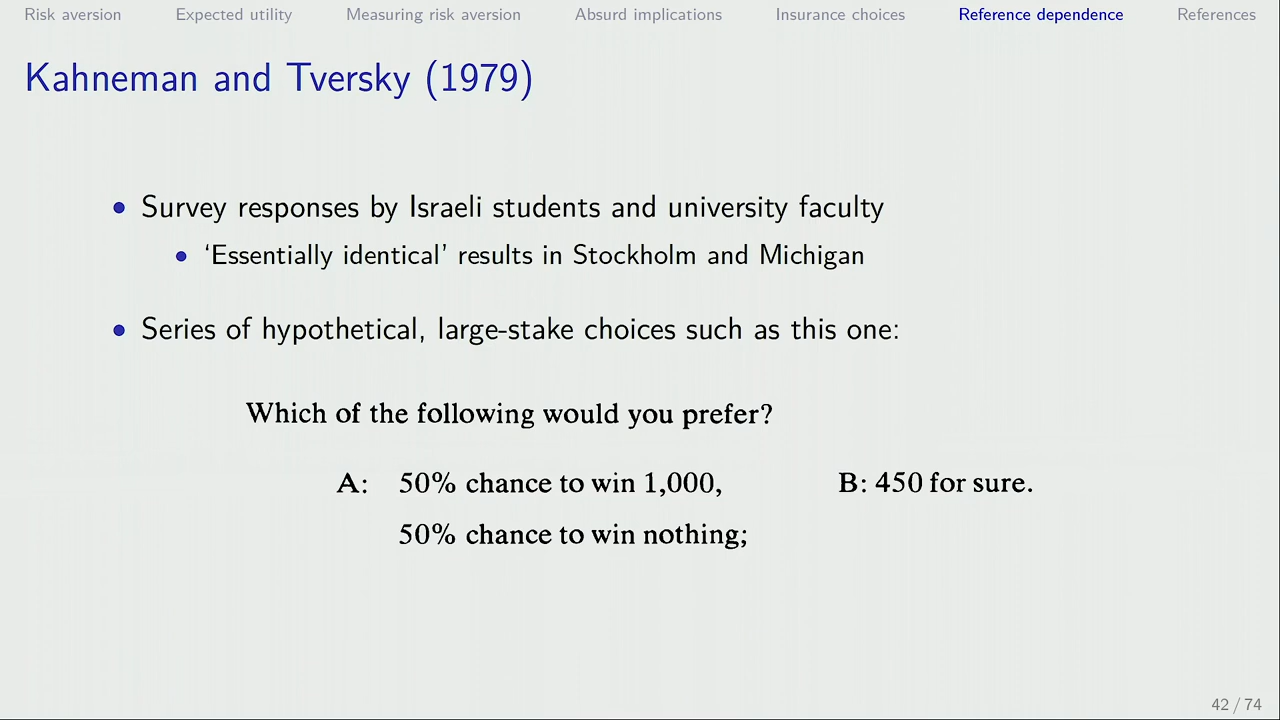 Risk aversion Expected utility Measuring risk aversion Absurd implications Insurance choices Reference dependence References
Kahneman and Tversky (1979)
• Survey responses by Israeli students and university faculty
• ‘Essentially identical’ results in Stockholm and Michigan
• Series of hypothetical, large-stake choices such as this one:
Which of the following would you prefer?
A: 50% chance to win 1,000, B: 450 for sure.
50% chance to win nothing;
42 / 74